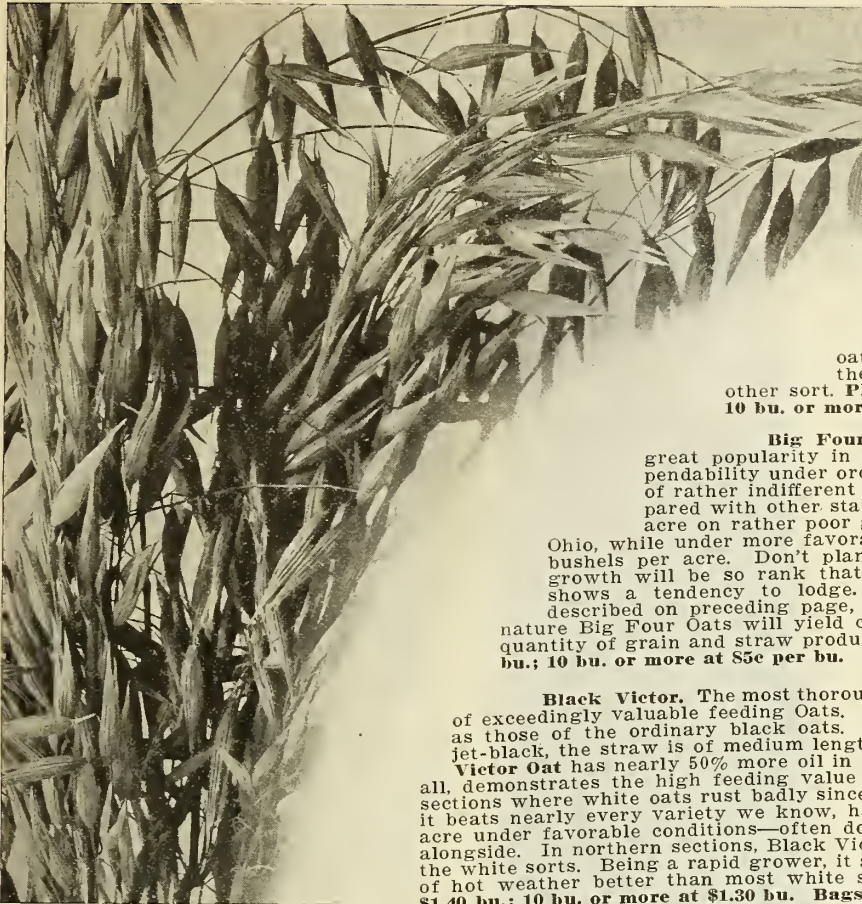 oa
the
other sort. P
10 bu. or mor
Big Four
great popularity in
pendability under or
of rather indifferent
pared with other sta
acre on rather poor
Ohio, while under more favora
bushels per acre. Don't plan
growth will be so rank that
shows a tendency to lodge.
described on preceding page,
nature Big Four Oats will yield
quantity of grain and straw produ
bu.; 10 bu. or more at 85c per bu.
Black Victor. The most thorou
of exceedingly valuable feeding Oats.
as those of the ordinary black oats.
jet-black, the straw is of medium lengt
Victor Oat has nearly 50% more oil in
all, demonstrates the high feeding value
sections where white oats rust badly since
it beats nearly every variety we know, h
acre under favorable conditions—often do
alongside. In northern sections, Black Vic
the white sorts. Being a rapid grower, it
of hot weather better than most white s
$1.40 bu.; 10 bu. or more at $1.30 bu. Bags